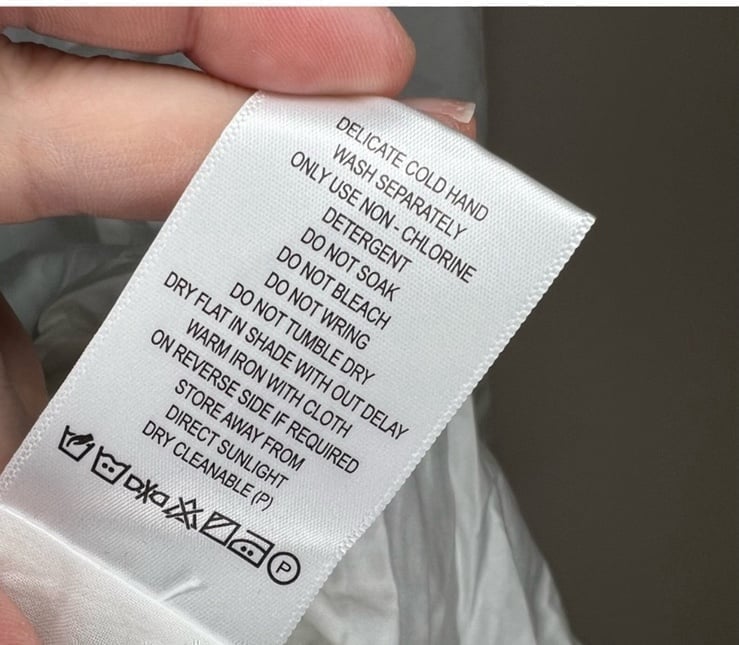 DELICATE COLD HAND
WASH SEPARATELY
ONLY USE NON - CHLORINE
DETERGENT
DO NOT SOAK
DO NOT BLEACH
DO NOT WRING
DO NOT TUMBLE DRY
DRY FLAT IN SHADE WITH OUT DELAY
WARM IRON WITH CLOTH
ON REVERSE SIDE IF REQUIRED
STORE AWAY FROM
DIRECT SUNLIGHT
DRY CLEANABLE (P)
P